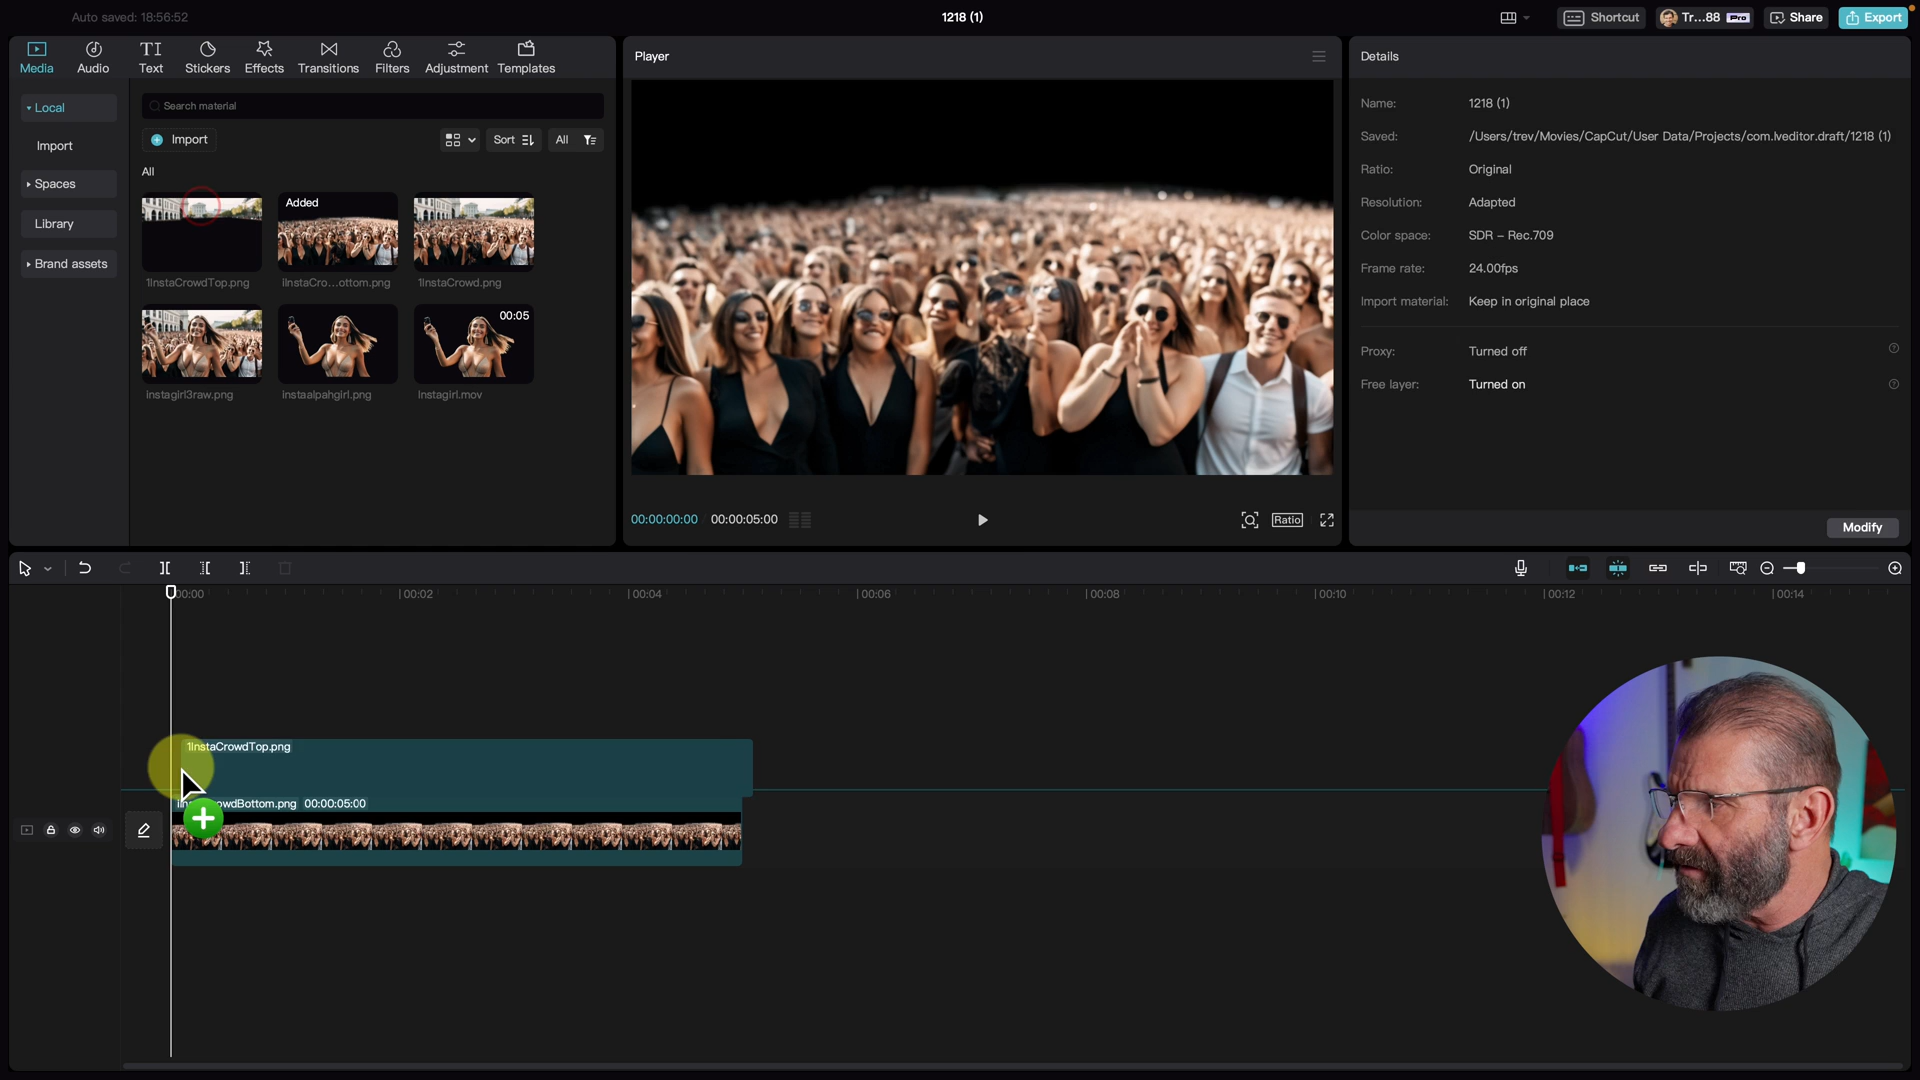 Auto saved: 18:56:52
1218 (1)
Shortcut
Tr...88
Pro
Share
Export
Media
Audio
TI
Text
Stickers
Effects
Transitions
Filters
Adjustment
Templates
Player
Details
Local
Import
Spaces
Library
Brand assets
Search material
Import
Sort
All
All
1InstaCrowdTop.png
Added
iInstaCro...ottom.png
1InstaCrowd.png
instagirl3raw.png
instaalpahgirl.png
00:05
Instagirl.mov
00:00:00:00
00:00:05:00
Ratio
Name: 1218 (1)
Saved: /Users/trev/Movies/CapCut/User Data/Projects/com.lveditor.draft/1218 (1)
Ratio: Original
Resolution: Adapted
Color space: SDR – Rec.709
Frame rate: 24.00fps
Import material: Keep in original place
Proxy: Turned off
Free layer: Turned on
Modify
00:00
00:02
00:04
00:06
00:08
00:10
00:12
00:14
1InstaCrowdTop.png
owdBottom.png 00:00:05:00